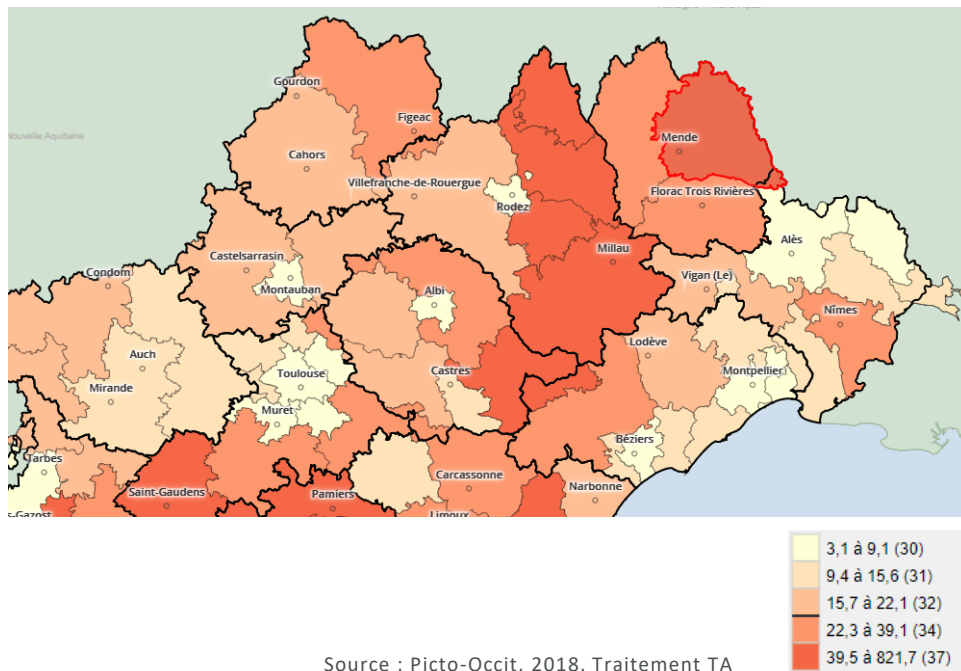 Gourdon
Figeac
Nouvelle Aquitaine
Mende
Cahors
Villefranche-de-Rouergue
Florac Trois Rivières
Rodez
Alès
Castelsarrasin
Millau
Condom
Vigan (Le)
Montauban
Albi
Nîmes
Auch
Lodève
Mirande
Toulouse
Castres
Montpellier
Muret
Béziers
Tarbes
Carcassonne
Saint-Gaudens
Pamiers
Narbonne
s-Gazost
Limoux
3,1 à 9,1 (30)
9,4 à 15,6 (31)
15,7 à 22,1 (32)
22,3 à 39,1 (34)
39,5 à 821,7 (37)
Source : Picto-Occit. 2018. Traitement TA